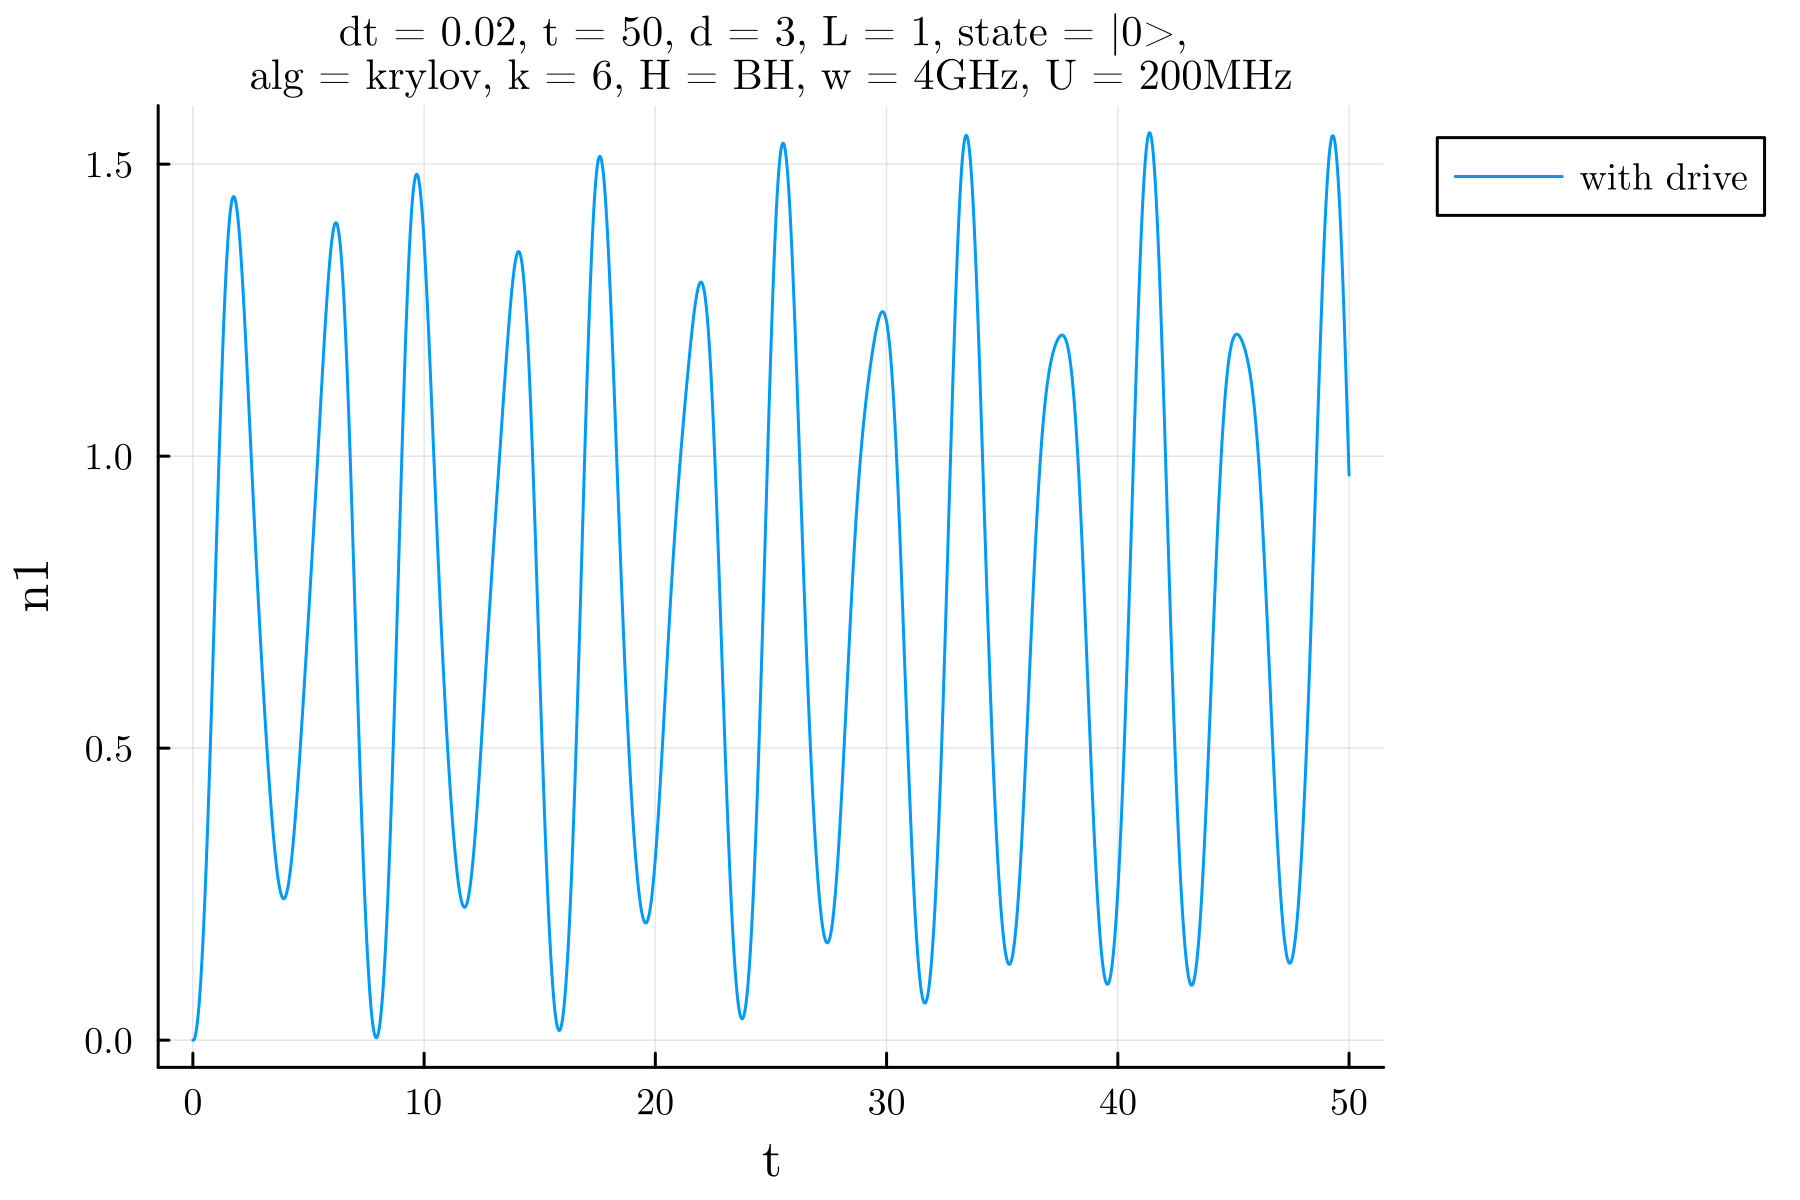 dt = 0.02, t = 50, d = 3, L = 1, state = |0>,
alg = krylov, k = 6, H = BH, w = 4GHz, U = 200MHz
with drive
n1
1.5
1.0
0.5
0.0
0 10 20 30 40 50
t